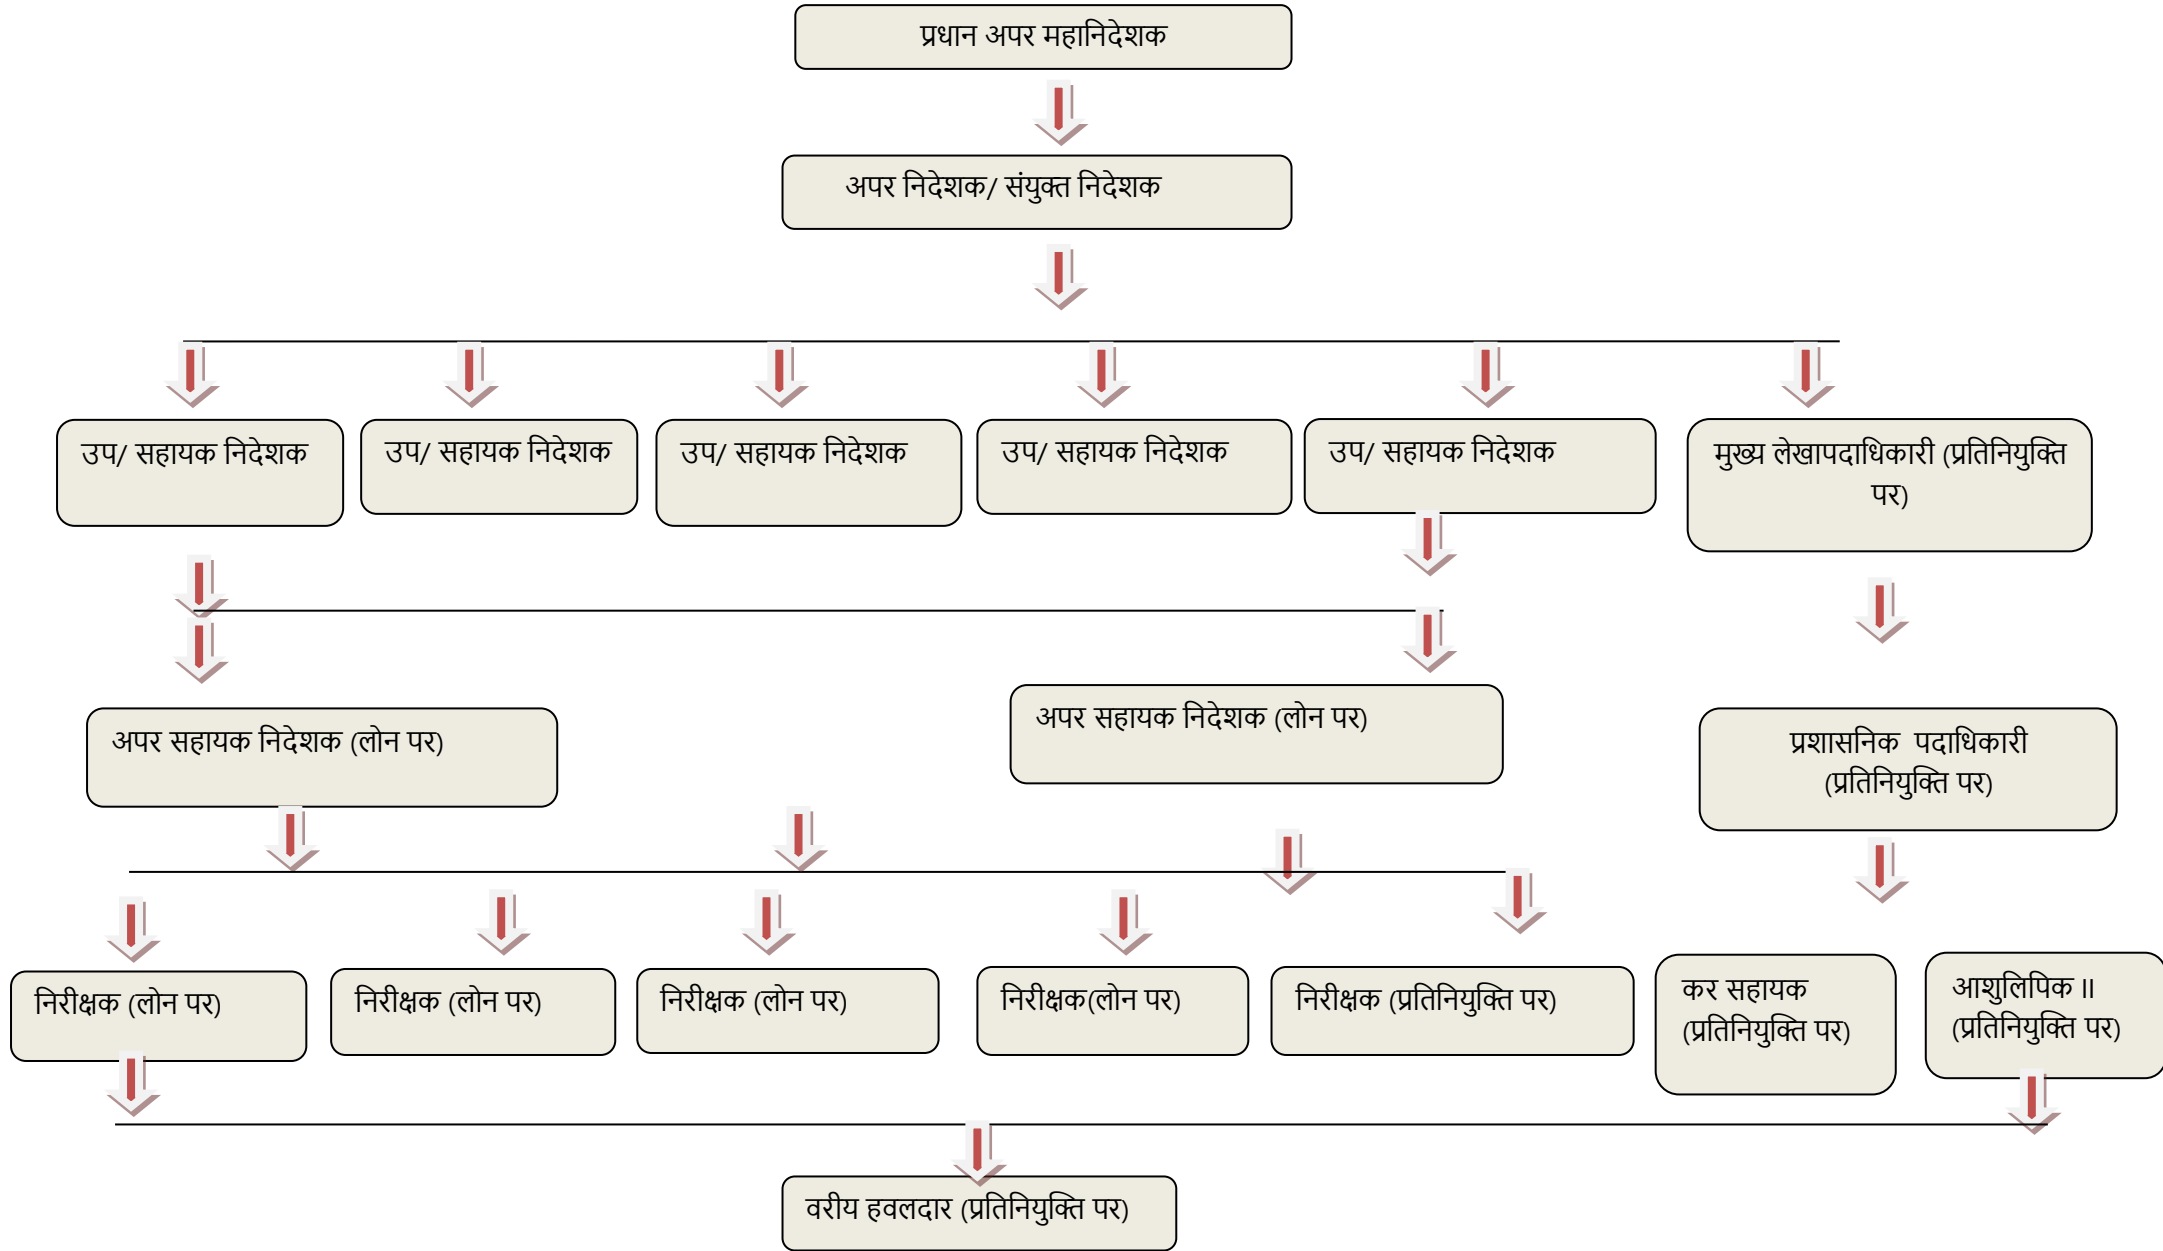 प्रधान अपर महानिदेशक
अपर निदेशक/ संयुक्त निदेशक
उप/ सहायक निदेशक
उप/ सहायक निदेशक
उप/ सहायक निदेशक
उप/ सहायक निदेशक
उप/ सहायक निदेशक
मुख्य लेखापदाधिकारी (प्रतिनियुक्ति
पर)
अपर सहायक निदेशक (लोन पर)
अपर सहायक निदेशक (लोन पर)
प्रशासनिक पदाधिकारी
(प्रतिनियुक्ति पर)
निरीक्षक (लोन पर)
निरीक्षक (लोन पर)
निरीक्षक (लोन पर)
निरीक्षक(लोन पर)
निरीक्षक (प्रतिनियुक्ति पर)
कर सहायक
(प्रतिनियुक्ति पर)
आशुलिपिक II
(प्रतिनियुक्ति पर)
वरीय हवलदार (प्रतिनियुक्ति पर)